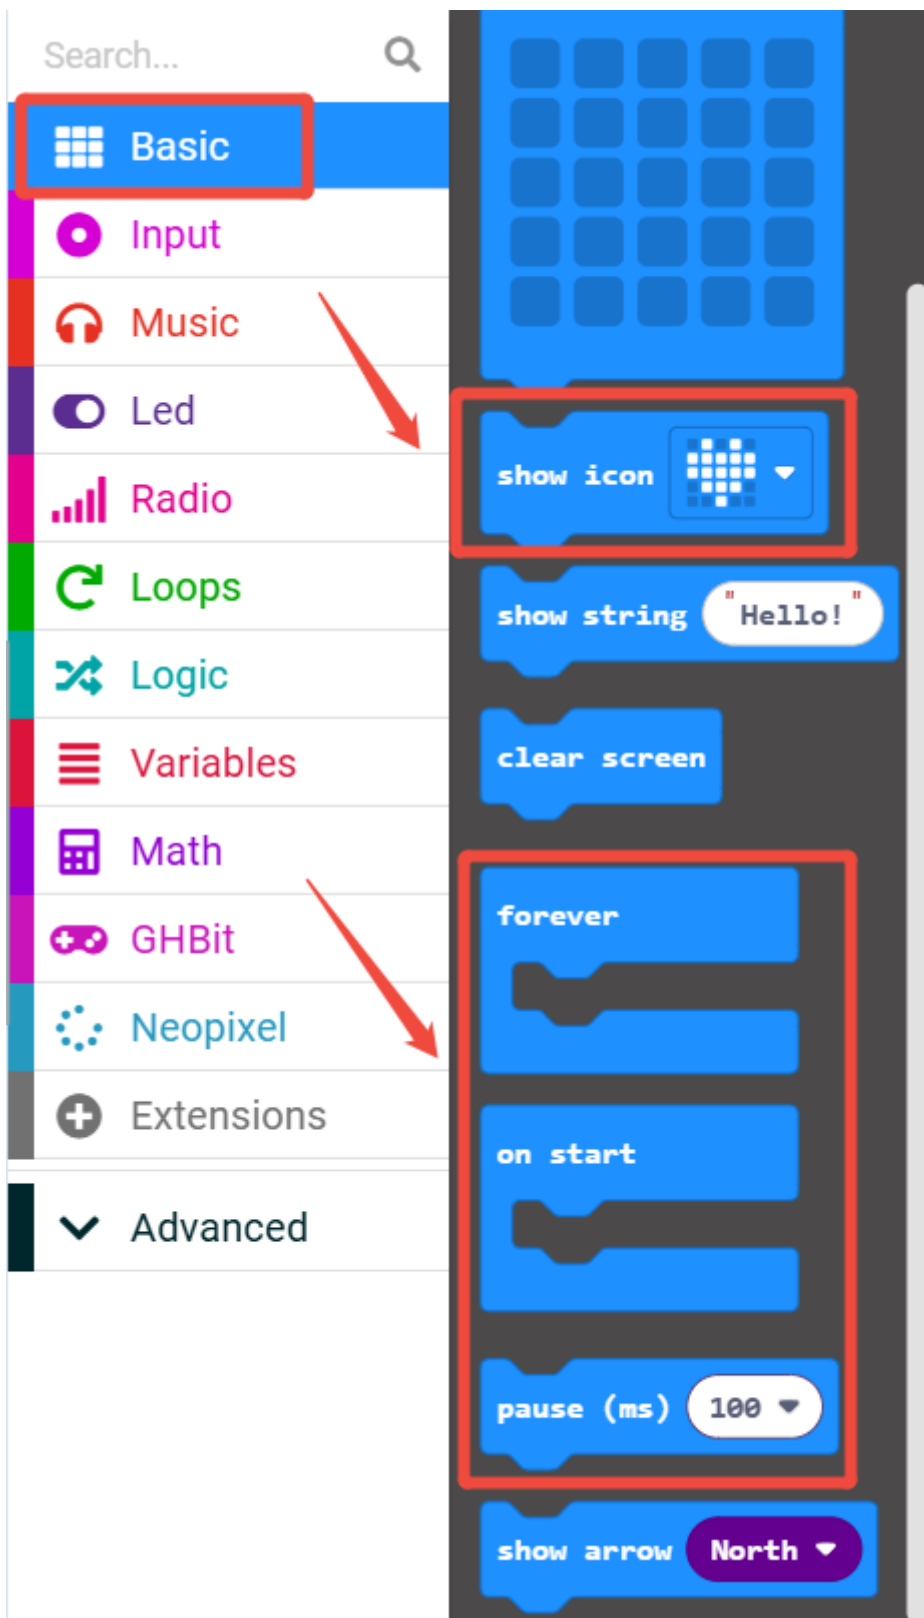 Search...
Basic
Input
Music
Led
Radio
Loops
Logic
Variables
Math
GHBit
Neopixel
Extensions
Advanced
show icon
show string "Hello!"
clear screen
forever
on start
pause (ms) 100
show arrow North